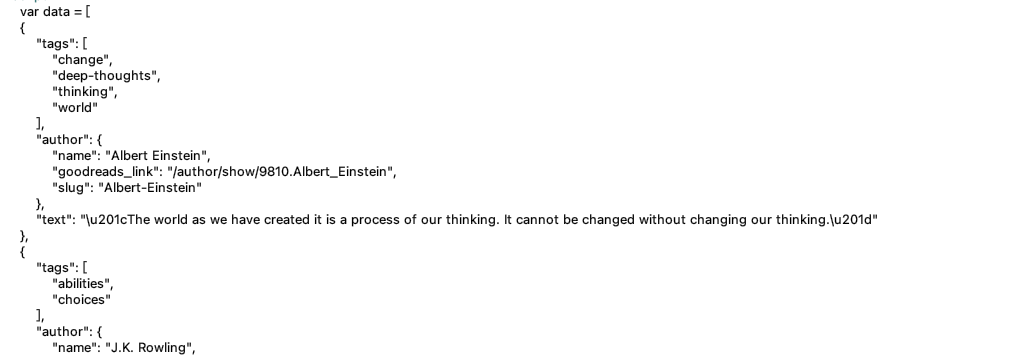 var data = [
{
"tags": [
"change",
"deep-thoughts",
"thinking",
"world"
],
"author": {
"name": "Albert Einstein",
"goodreads_link": "/author/show/9810.Albert_Einstein",
"slug": "Albert-Einstein"
},
"text": "\u201cThe world as we have created it is a process of our thinking. It cannot be changed without changing our thinking.\u201d"
},
{
"tags": [
"abilities",
"choices"
],
"author": {
"name": "J.K. Rowling",